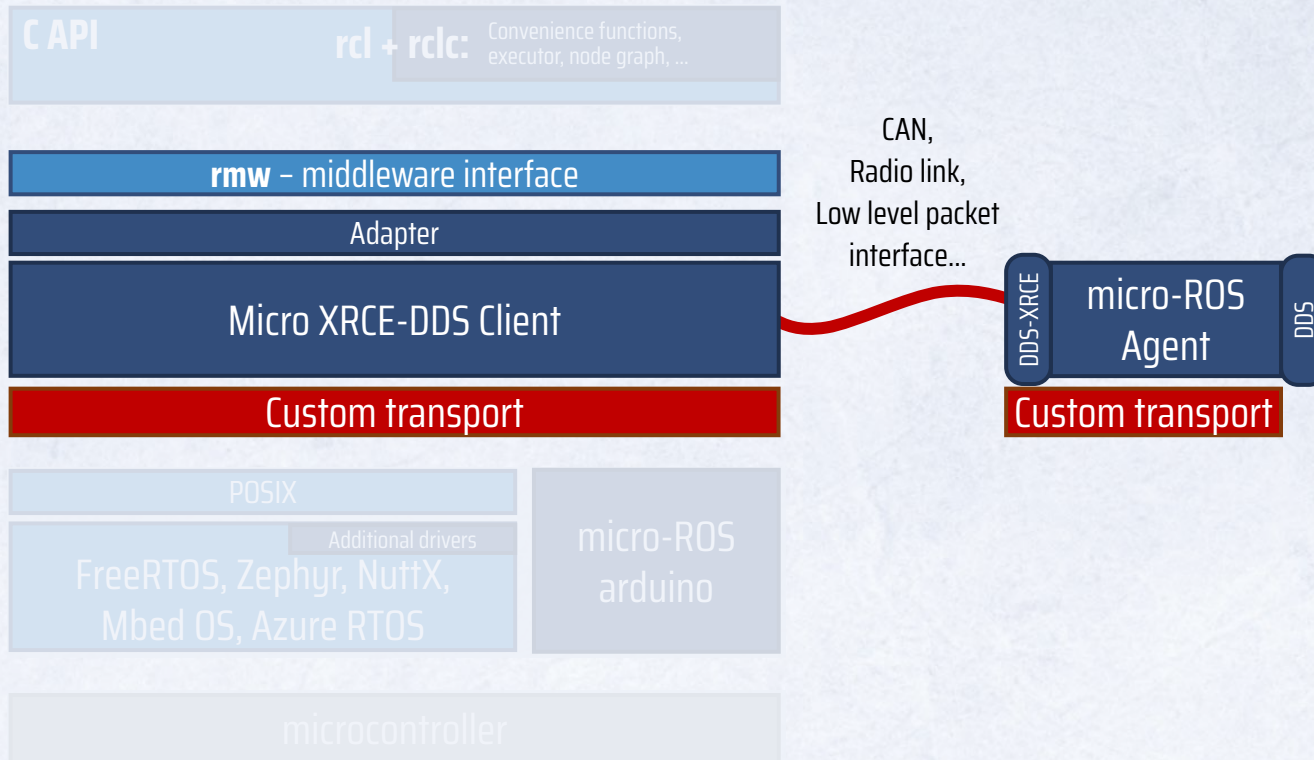 C API
rcl + rclc:
Convenience functions,
executor, node graph, ...
rmw – middleware interface
Adapter
Micro XRCE-DDS Client
Custom transport
CAN,
Radio link,
Low level packet
interface...
DDS-XRCE
micro-ROS
Agent
DDS
Custom transport
POSIX
Additional drivers
FreeRTOS, Zephyr, NuttX,
Mbed OS, Azure RTOS
micro-ROS
arduino
microcontroller